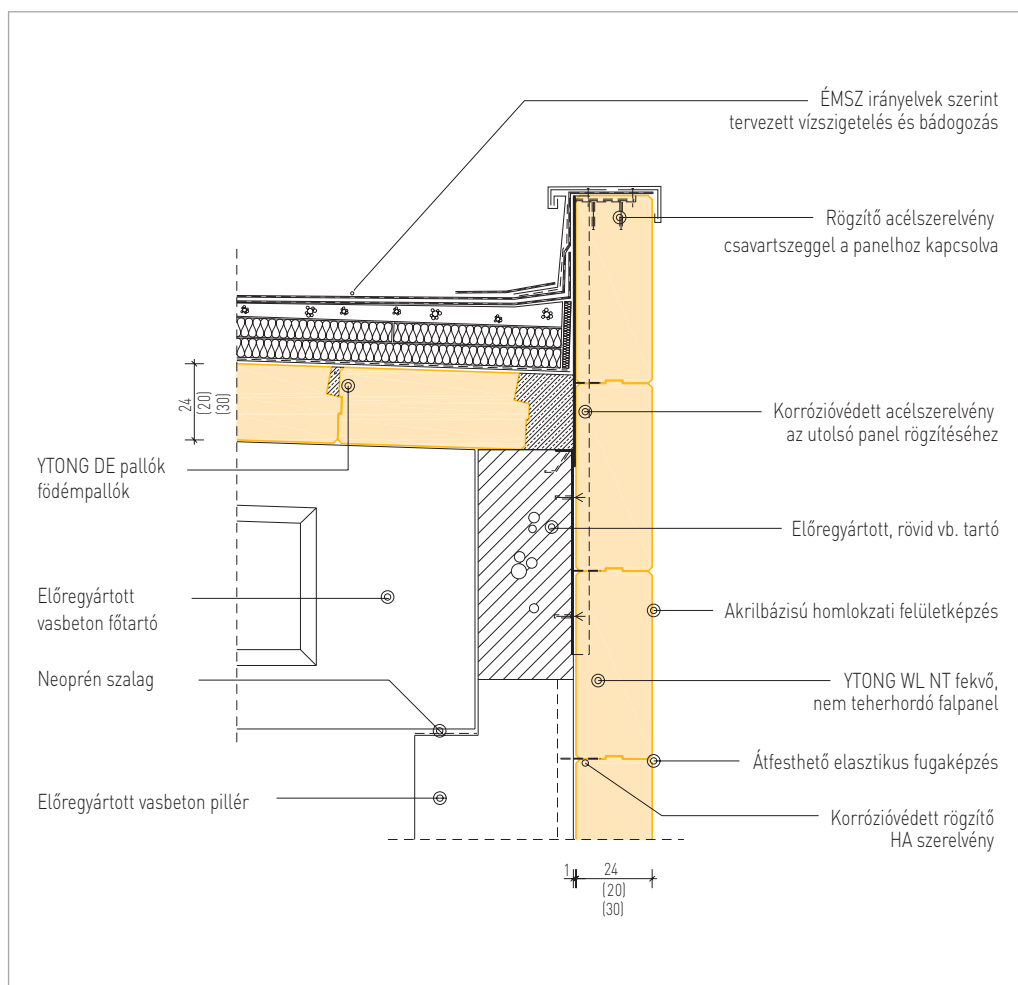 ÉMSZ irányelvek szerint
tervezett vízszigetelés és bádogozás
Rögzítő acélszerelvény
csavartszeggel a panelhoz kapcsolva
24
(20)
(30)
Korrózióvédett acélszerelvény
az utolsó panel rögzítéséhez
YTONG DE pallók
födémpallók
Előregyártott, rövid vb. tartó
Előregyártott
vasbeton főtartó
Akrilbázisú homlokzati felületképzés
Neoprén szalag
YTONG WL NT fekvő,
nem teherhordó falpanel
Átfesthető elasztikus fugaképzés
Előregyártott vasbeton pillér
Korrózióvédett rögzítő
HA szerelvény
1 24
(20)
(30)